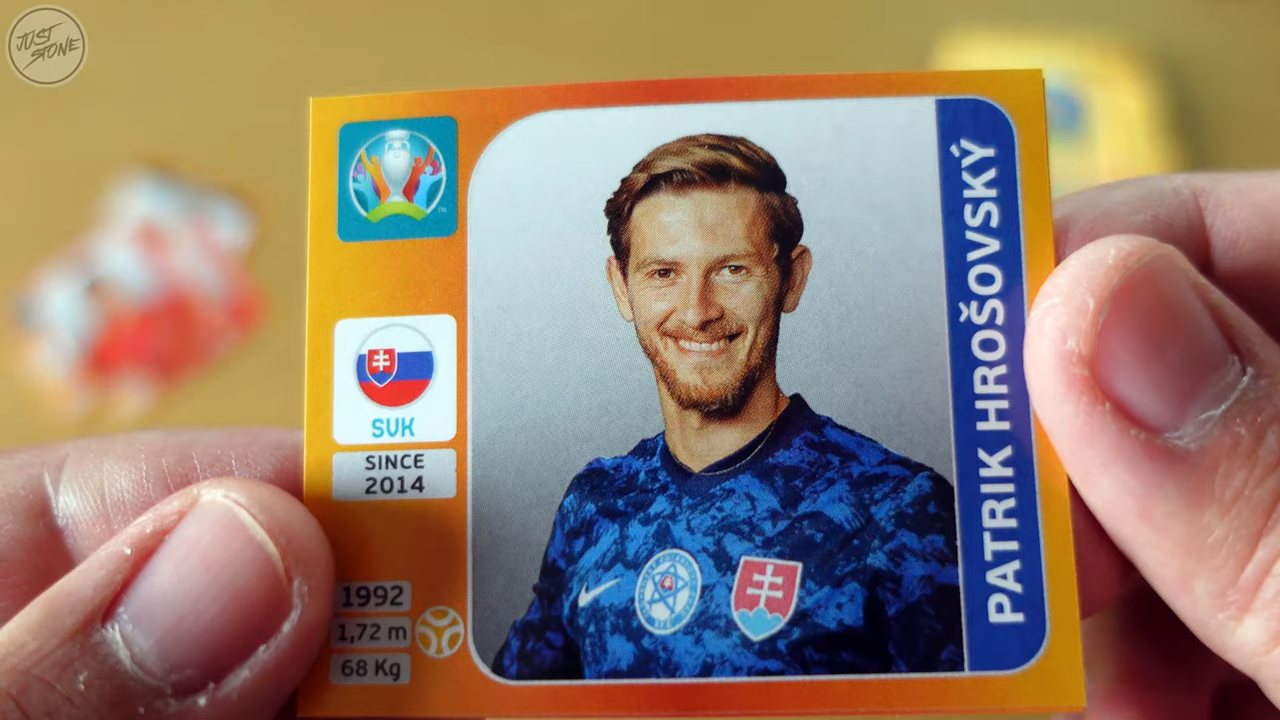 JUST
STONE
SVK
SINCE
2014
1992
1,72 m
68 Kg
PATRIK HROŠOVSKÝ